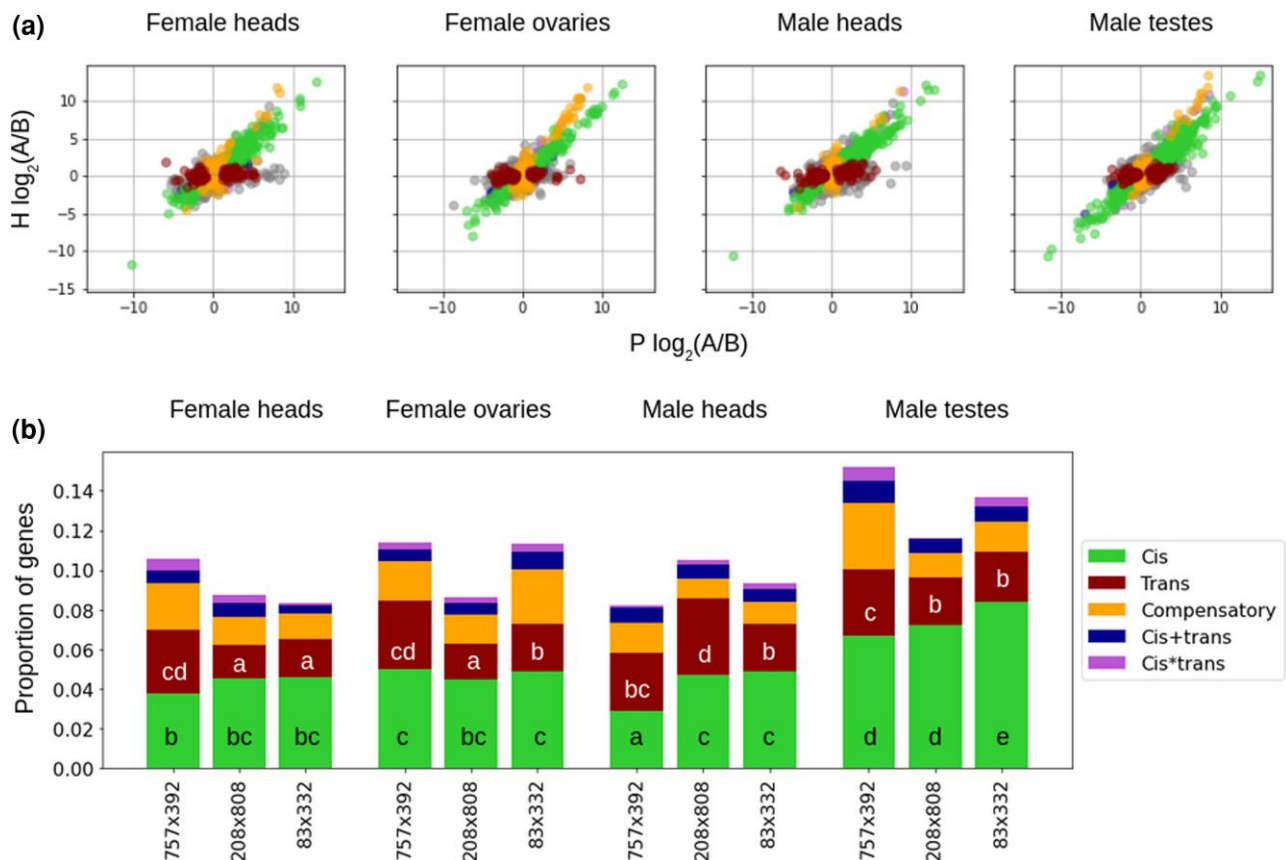 (a)
Female heads Female ovaries Male heads Male testes
H log2(A/B)
10
5
0
−5
−10
−15
−10 0 10 −10 0 10 −10 0 10 −10 0 10
P log2(A/B)
Female heads Female ovaries Male heads Male testes
(b)
Proportion of genes
0.14
0.12
0.10
0.08
0.06
0.04
0.02
0.00
cd a a cd a b bc d b c b b
b bc bc c bc c a c c d d e
757x392 208x808 83x332 757x392 208x808 83x332 757x392 208x808 83x332 757x392 208x808 83x332
Cis
Trans
Compensatory
Cis+trans
Cis*trans